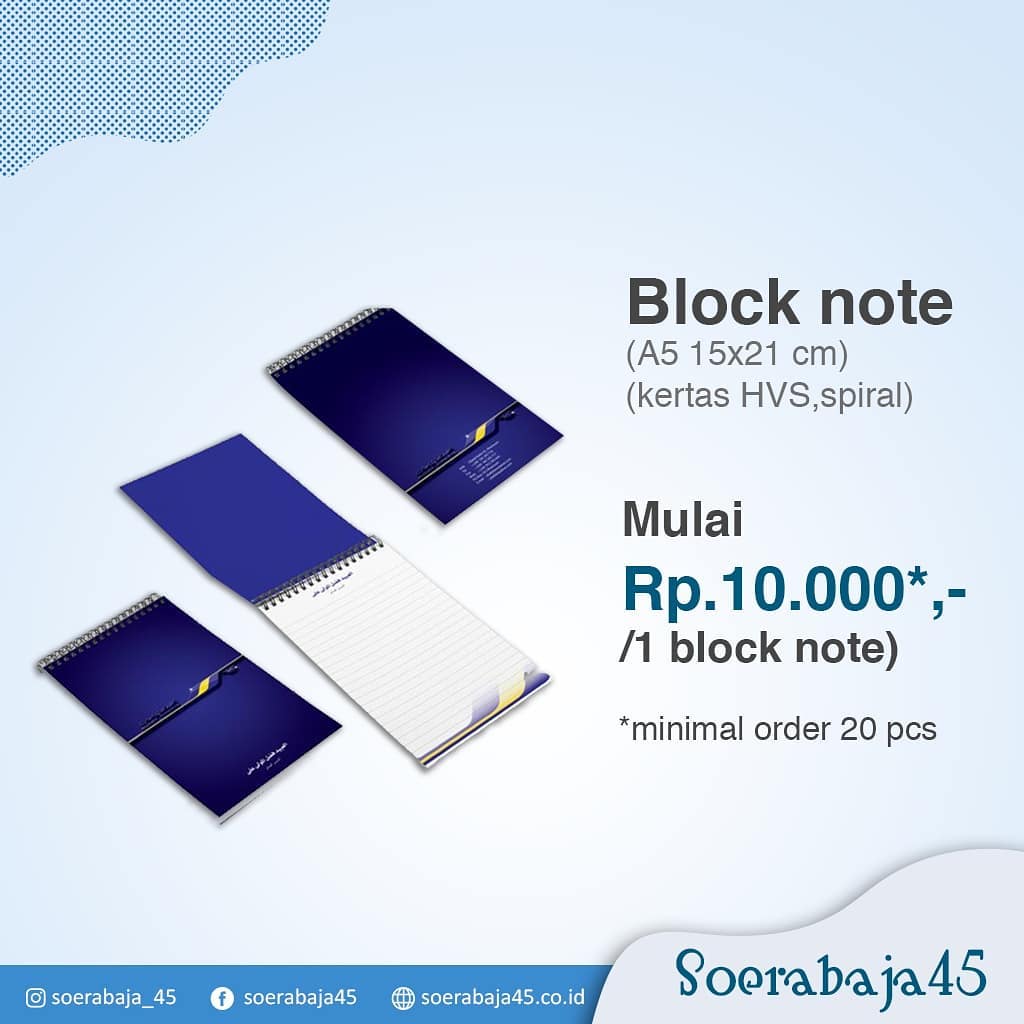 Block note
(A5 15x21 cm)
(kertas HVS,spiral)
Mulai
Rp.10.000*,-
/1 block note)
*minimal order 20 pcs
soerabaja_45
soerabaja45
soerabaja45.co.id
Soerabaja45